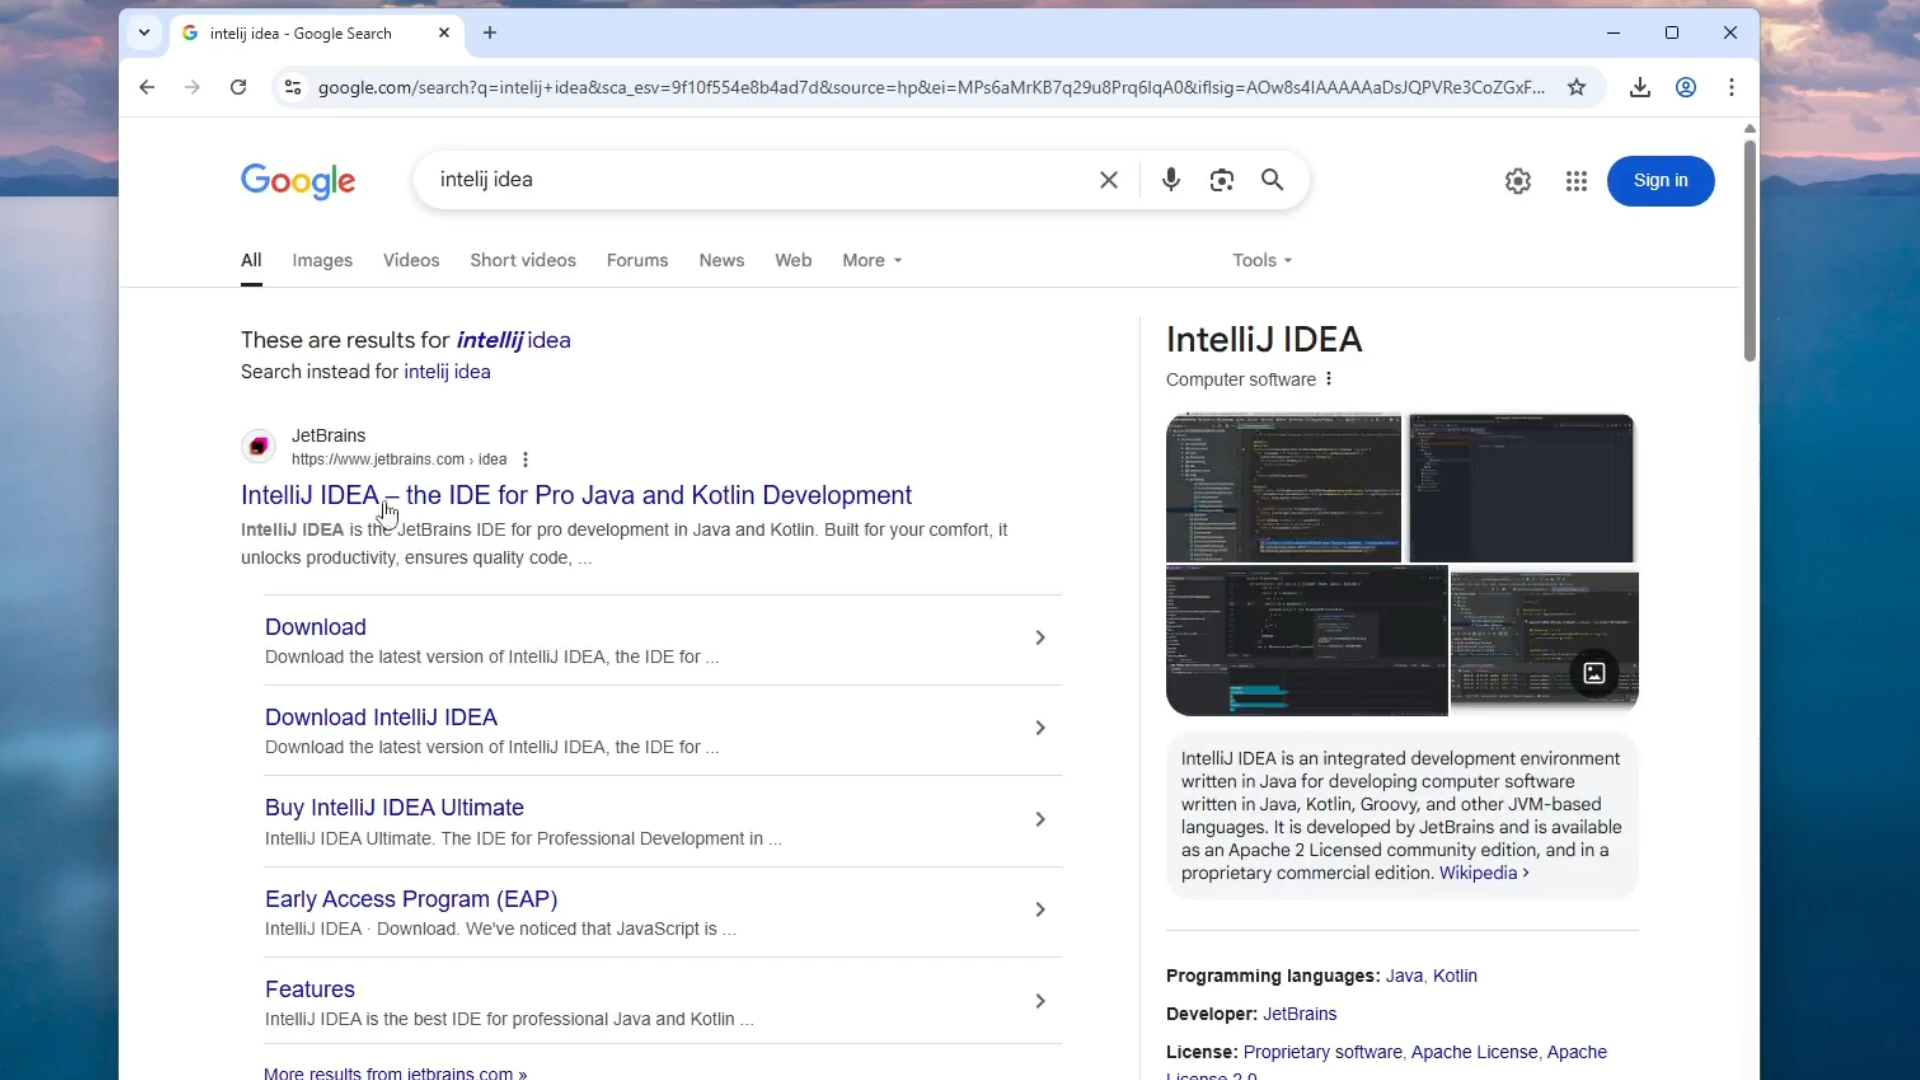 intelij idea - Google Search
google.com/search?q=intelij+idea&sca_esv=9f10f554e8b4ad7d&source=hp&ei=MPs6aMrKB7q29u8Prq6IqA0&iflsig=AOw8s4IAAAAAaDsJQPVRe3CoZGxF...
Google
intelij idea
Sign in
All Images Videos Short videos Forums News Web More Tools
These are results for intellij idea
Search instead for intelij idea
JetBrains
https://www.jetbrains.com › idea
IntelliJ IDEA – the IDE for Pro Java and Kotlin Development
IntelliJ IDEA is the JetBrains IDE for pro development in Java and Kotlin. Built for your comfort, it
unlocks productivity, ensures quality code, ...
Download
Download the latest version of IntelliJ IDEA, the IDE for ...
Download IntelliJ IDEA
Download the latest version of IntelliJ IDEA, the IDE for ...
Buy IntelliJ IDEA Ultimate
IntelliJ IDEA Ultimate. The IDE for Professional Development in ...
Early Access Program (EAP)
IntelliJ IDEA · Download. We've noticed that JavaScript is ...
Features
IntelliJ IDEA is the best IDE for professional Java and Kotlin ...
More results from jetbrains.com »
IntelliJ IDEA
Computer software
IntelliJ IDEA is an integrated development environment
written in Java for developing computer software
written in Java, Kotlin, Groovy, and other JVM-based
languages. It is developed by JetBrains and is available
as an Apache 2 Licensed community edition, and in a
proprietary commercial edition. Wikipedia ›
Programming languages: Java, Kotlin
Developer: JetBrains
License: Proprietary software, Apache License, Apache
License 2.0